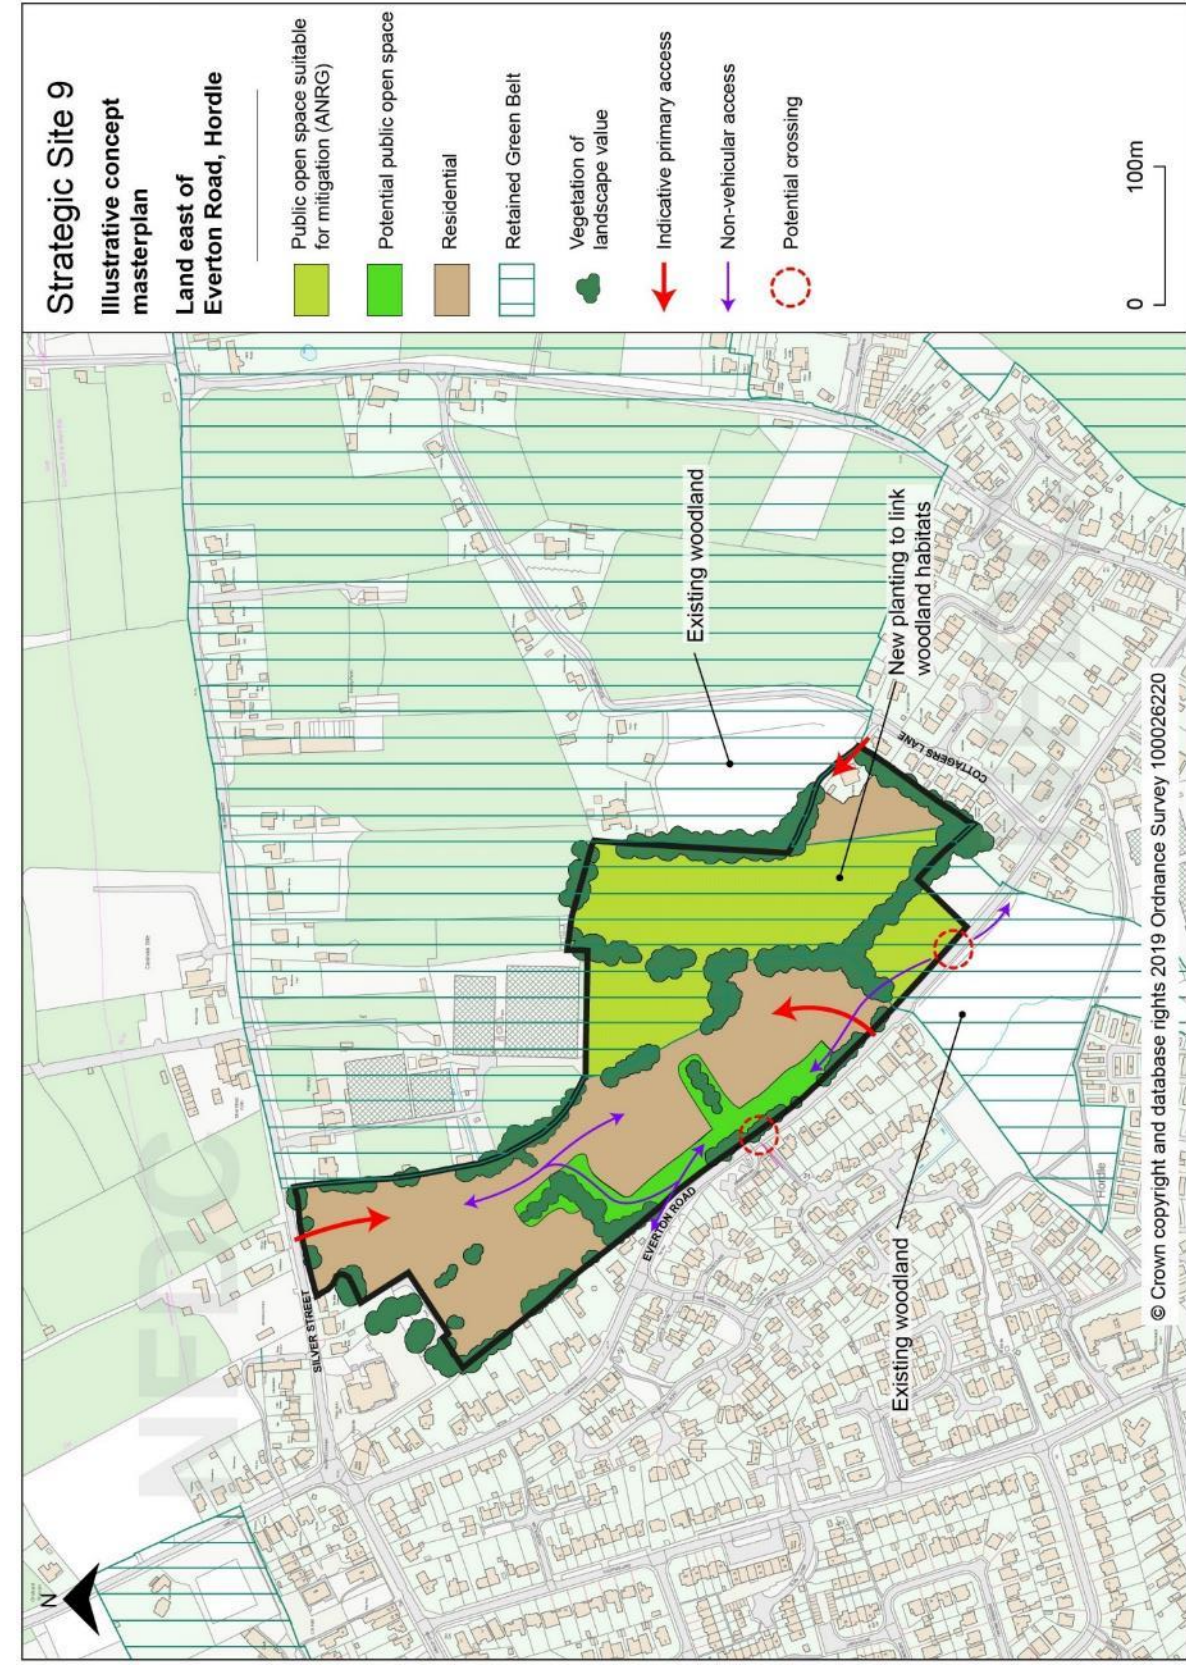 Strategic Site 9
Illustrative concept
masterplan
Land east of
Everton Road, Hordle
Public open space suitable
for mitigation (ANRG)
Potential public open space
Residential
Retained Green Belt
Vegetation of
landscape value
Indicative primary access
Non-vehicular access
Potential crossing
0
100m
N
NFDC
SILVER STREET
EVERTON ROAD
COTTAGERS LANE
Existing woodland
New planting to link
woodland habitats
Existing woodland
Hordle
© Crown copyright and database rights 2019 Ordnance Survey 100026220